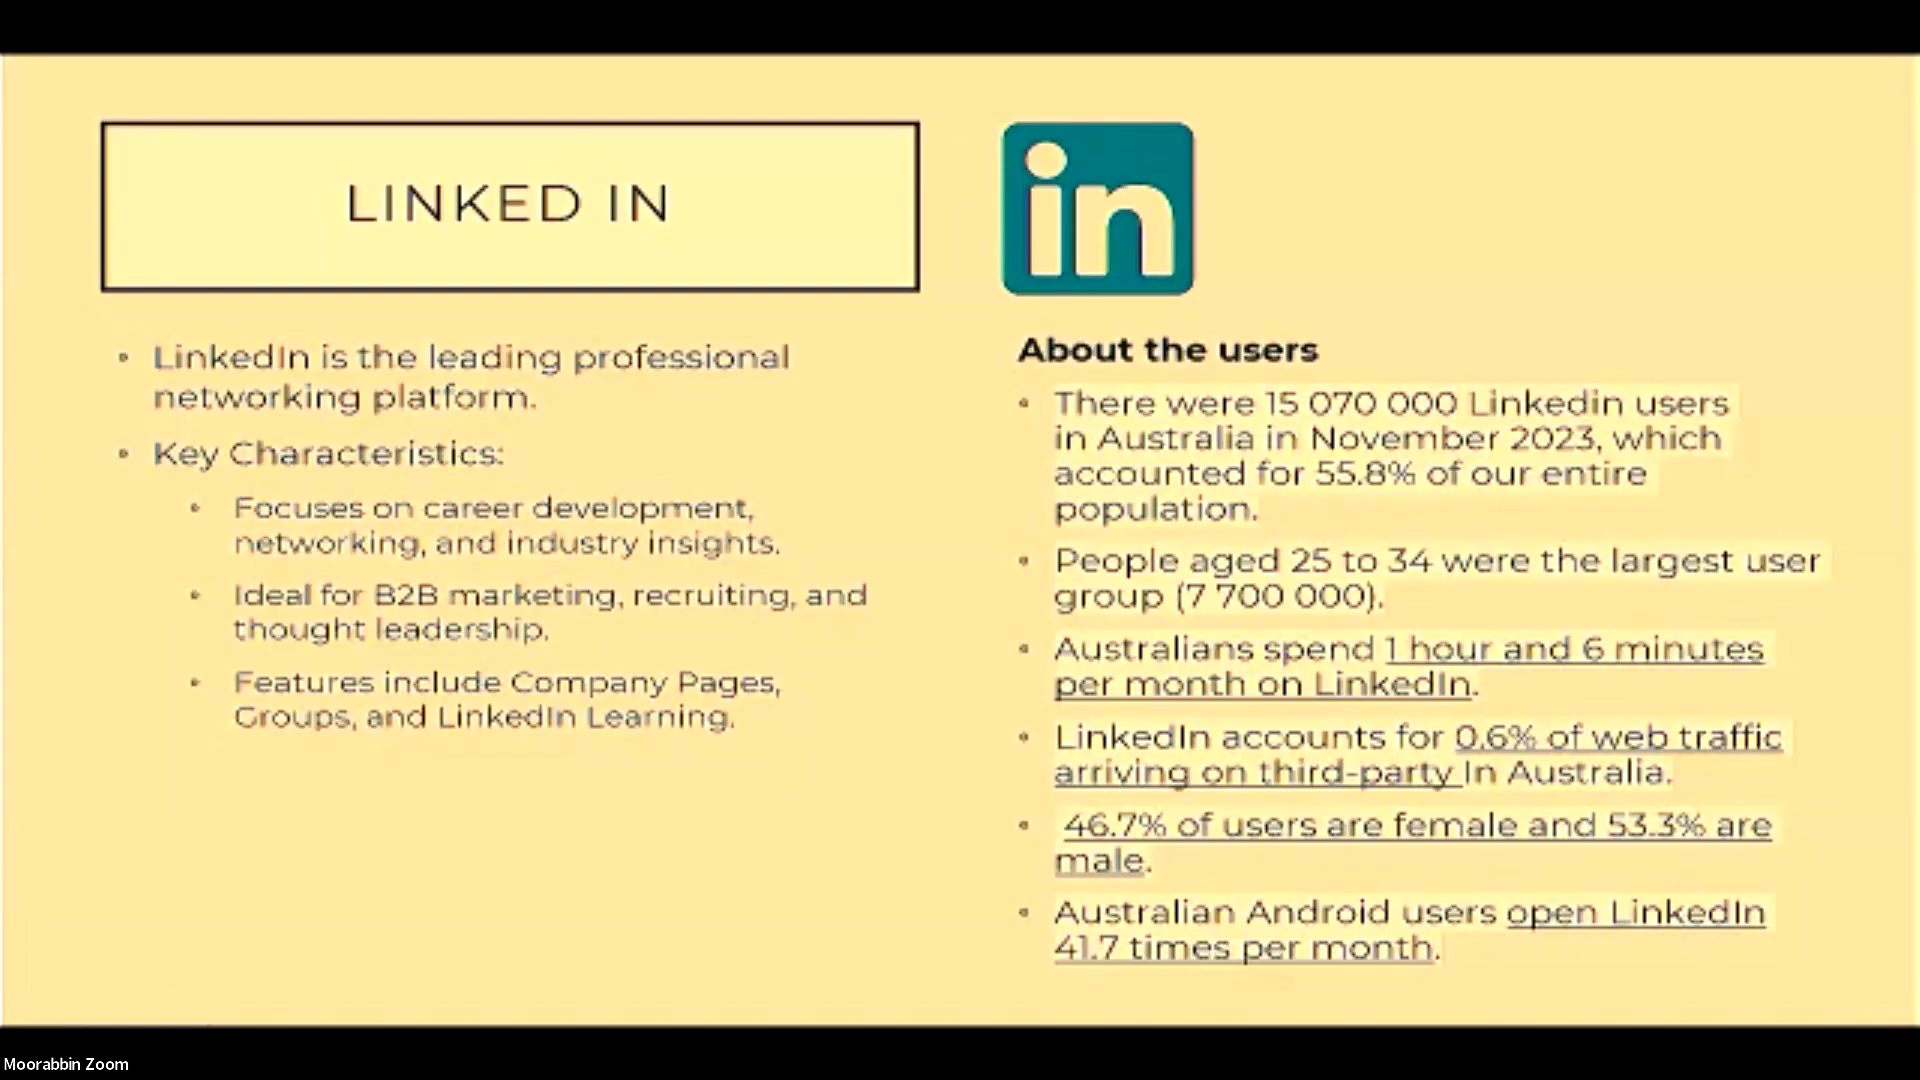 LINKED IN
in
• LinkedIn is the leading professional
networking platform.
• Key Characteristics:
• Focuses on career development,
networking, and industry insights.
• Ideal for B2B marketing, recruiting, and
thought leadership.
• Features include Company Pages,
Groups, and LinkedIn Learning.
About the users
• There were 15 070 000 Linkedin users
in Australia in November 2023, which
accounted for 55.8% of our entire
population.
• People aged 25 to 34 were the largest user
group (7 700 000).
• Australians spend 1 hour and 6 minutes
per month on LinkedIn.
• LinkedIn accounts for 0.6% of web traffic
arriving on third-party In Australia.
• 46.7% of users are female and 53.3% are
male.
• Australian Android users open LinkedIn
41.7 times per month.
Moorabbin Zoom